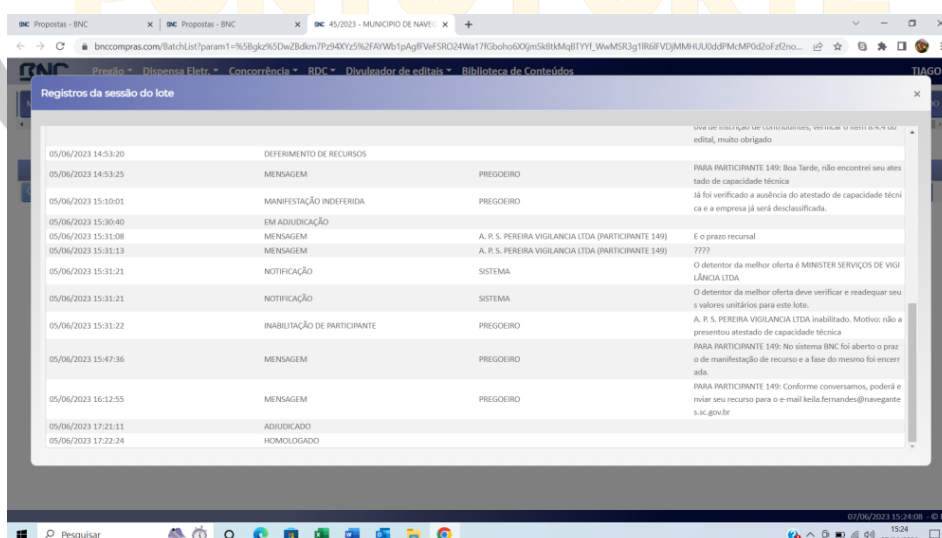 BNC Propostas - BNC
BNC Propostas - BNC
BNC 45/2023 - MUNICIPIO DE NAVEG
bnccompras.com/BatchList?param1=%5Bgkz%5DwZBdkm7Pz94XYz5%2FAYWb1pAgfFVeFSRO24Wa17fGboho6XXjmSk8tkMqBTYYf_WwMSR3g1lR6lFVDjMMHUU0ddPMcMP0d2oFzf2no...
BNC Pregão Dispensa Eletr. Concorrência RDC Divulgador de editais Biblioteca de Conteúdos TIAGO
Registros da sessão do lote
ova de inscrição de contribuintes, verificar o item 8.4.4 do
edital, muito obrigado
05/06/2023 14:53:20 DEFERIMENTO DE RECURSOS
05/06/2023 14:53:25 MENSAGEM PREGOEIRO PARA PARTICIPANTE 149: Boa Tarde, não encontrei seu ates
tado de capacidade técnica
05/06/2023 15:10:01 MANIFESTAÇÃO INDEFERIDA PREGOEIRO Já foi verificado a ausência do atestado de capacidade técni
ca e a empresa já será desclassificada.
05/06/2023 15:30:40 EM ADJUDICAÇÃO
05/06/2023 15:31:08 MENSAGEM A. P. S. PEREIRA VIGILANCIA LTDA (PARTICIPANTE 149) E o prazo recursal
05/06/2023 15:31:13 MENSAGEM A. P. S. PEREIRA VIGILANCIA LTDA (PARTICIPANTE 149) ????
05/06/2023 15:31:21 NOTIFICAÇÃO SISTEMA O detentor da melhor oferta é MINISTER SERVIÇOS DE VIGI
LÂNCIA LTDA
05/06/2023 15:31:21 NOTIFICAÇÃO SISTEMA O detentor da melhor oferta deve verificar e readequar seu
s valores unitários para este lote.
05/06/2023 15:31:22 INABILITAÇÃO DE PARTICIPANTE PREGOEIRO A. P. S. PEREIRA VIGILANCIA LTDA inabilitado. Motivo: não a
presentou atestado de capacidade técnica
05/06/2023 15:47:36 MENSAGEM PREGOEIRO PARA PARTICIPANTE 149: No sistema BNC foi aberto o praz
o de manifestação de recurso e a fase do mesmo foi encerr
ada.
05/06/2023 16:12:55 MENSAGEM PREGOEIRO PARA PARTICIPANTE 149: Conforme conversamos, poderá e
nviar seu recurso para o e-mail keila.fernandes@navegante
s.sc.gov.br
05/06/2023 17:21:11 ADJUDICADO
05/06/2023 17:22:24 HOMOLOGADO
07/06/2023 15:24:08 - ©
Pesquisar 15:24